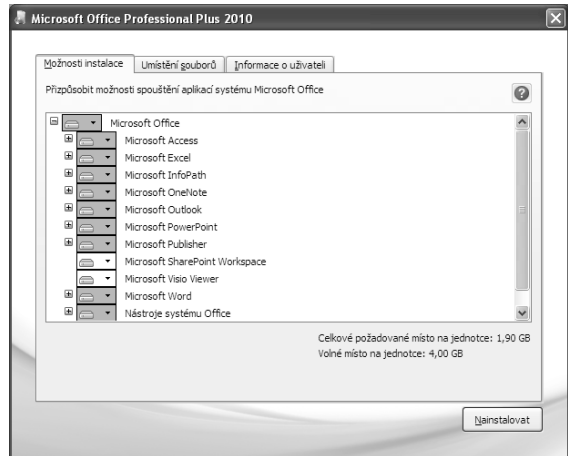 Microsoft Office Professional Plus 2010
Možnosti instalace
Umístění souborů
Informace o uživateli
Přizpůsobit možnosti spouštění aplikací systému Microsoft Office
Microsoft Office
Microsoft Access
Microsoft Excel
Microsoft InfoPath
Microsoft OneNote
Microsoft Outlook
Microsoft PowerPoint
Microsoft Publisher
Microsoft SharePoint Workspace
Microsoft Visio Viewer
Microsoft Word
Nástroje systému Office
Celkové požadované místo na jednotce: 1,90 GB
Volné místo na jednotce: 4,00 GB
Nainstalovat